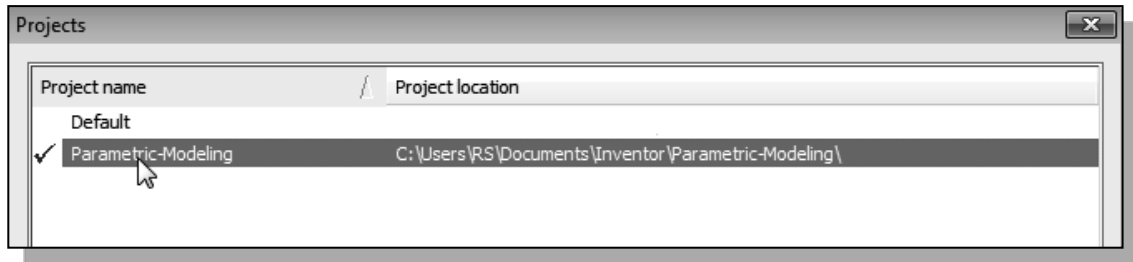 Projects
Project name Project location
Default
Parametric-Modeling C:\Users\RS\Documents\Inventor\Parametric-Modeling\